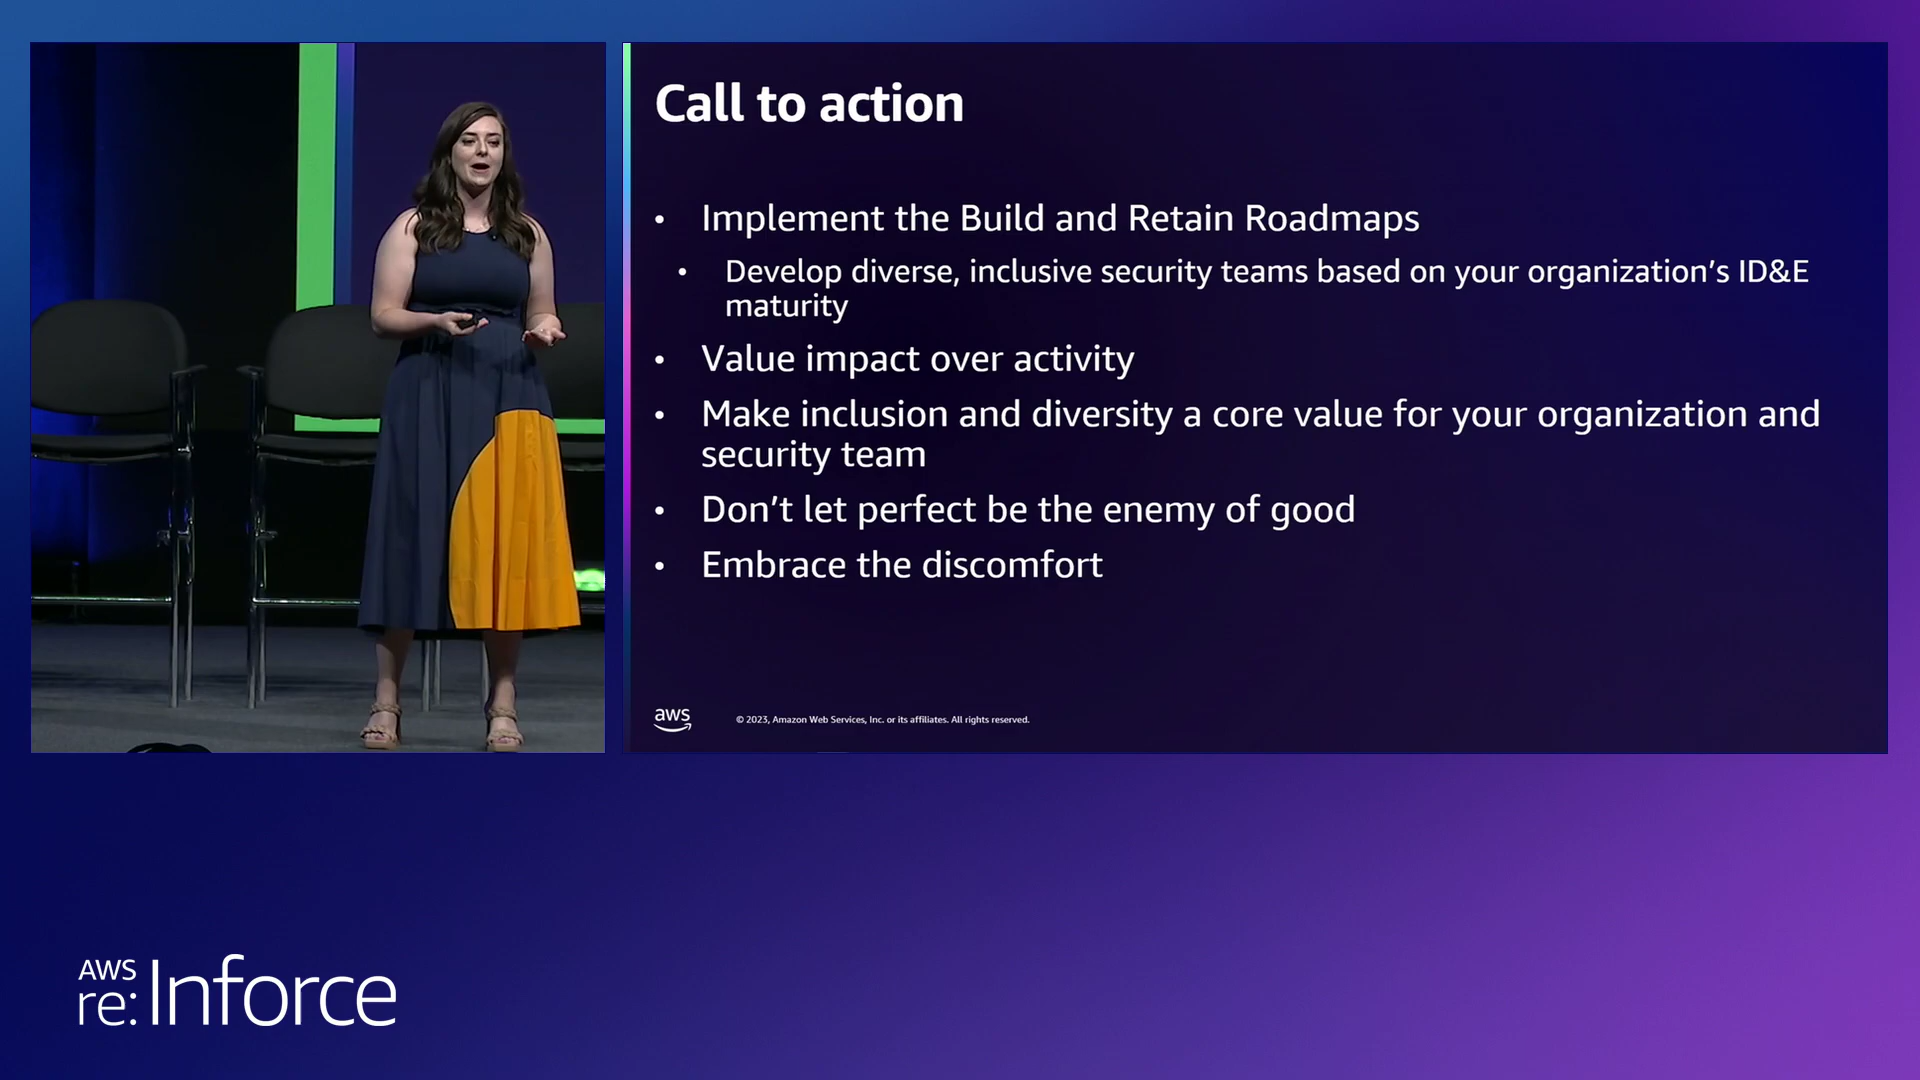 Call to action
• Implement the Build and Retain Roadmaps
• Develop diverse, inclusive security teams based on your organization's ID&E
maturity
• Value impact over activity
• Make inclusion and diversity a core value for your organization and
security team
• Don't let perfect be the enemy of good
• Embrace the discomfort
aws
© 2023, Amazon Web Services, Inc. or its affiliates. All rights reserved.
AWS
re:Inforce